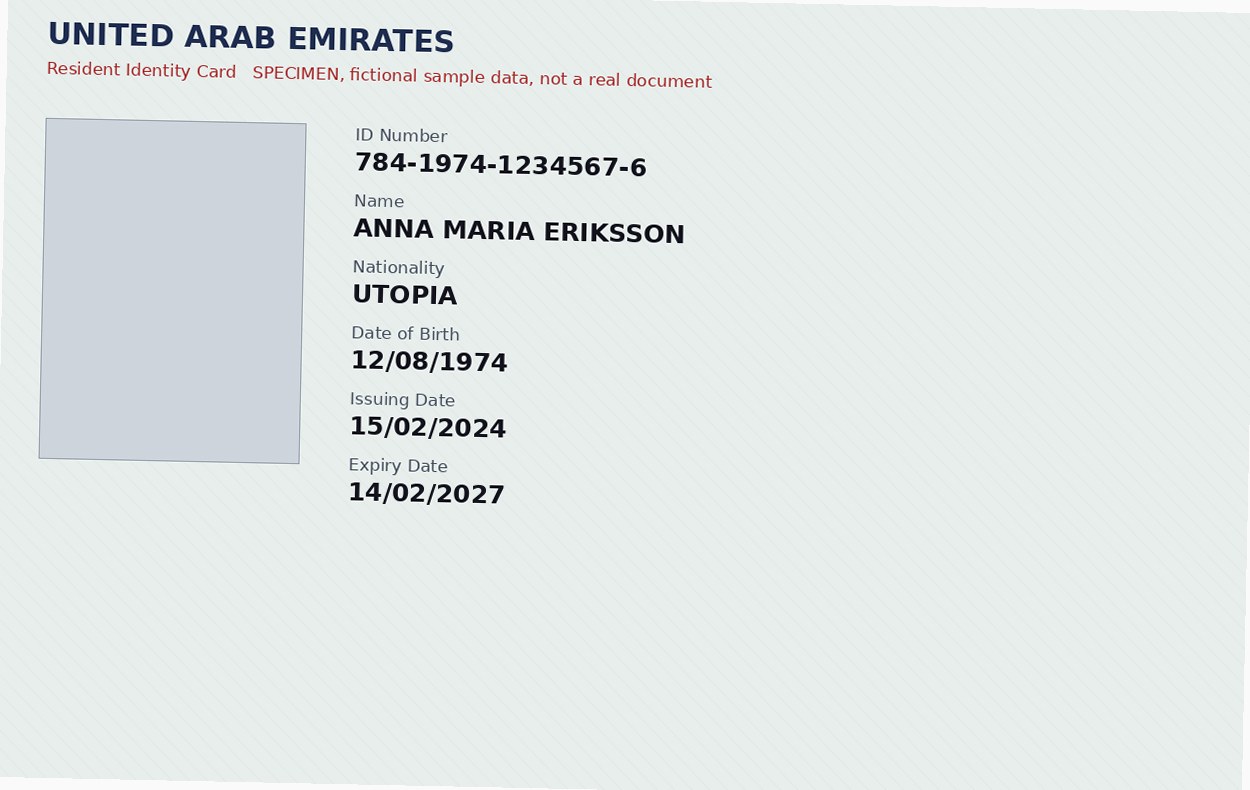 UNITED ARAB EMIRATES
Resident Identity Card SPECIMEN, fictional sample data, not a real document
ID Number
784-1974-1234567-6
Name
ANNA MARIA ERIKSSON
Nationality
UTOPIA
Date of Birth
12/08/1974
Issuing Date
15/02/2024
Expiry Date
14/02/2027